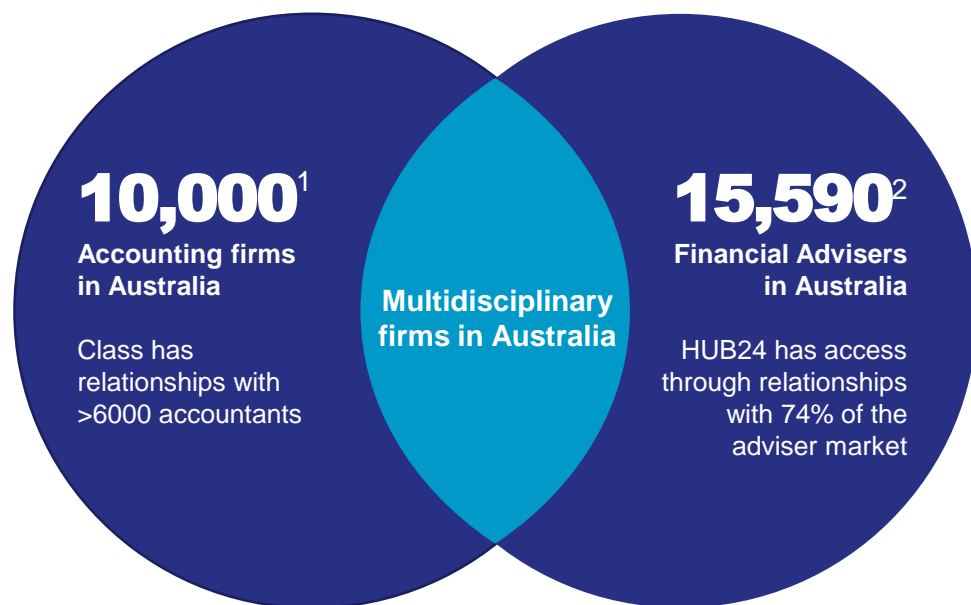 10,000¹
Accounting firms
in Australia
Class has
relationships with
>6000 accountants
Multidisciplinary
firms in Australia
15,590²
Financial Advisers
in Australia
HUB24 has access
through relationships
with 74% of the
adviser market